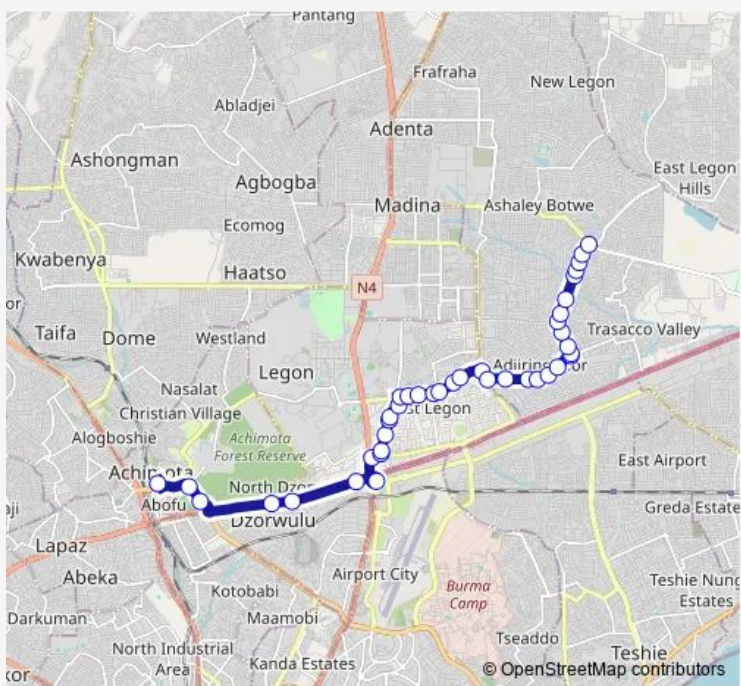 Pantang
Frafraha
New Legon
Abladjei
Adenta
Ashongman
East Legon
Hills
Agbogba
Madina
Ashaley Botwe
Ecomog
Kwabenya
Haatso
N4
or
Taifa
Dome
Westland
Trasacco Valley
Legon
Nasalat
Christian Village
Alogboshie
Achimota
Forest Reserve
East Airport
Achimota
North Dzor
Abofu
Dzorwulu
Greda Estate
Lapaz
Airport City
Abeka
Burma
Camp
Teshie Nung
Estates
Kotobabi
Darkuman
Maamobi
Tseaddo
North Industrial
Area
Kanda Estates
Teshie
© OpenStreetMap contributors